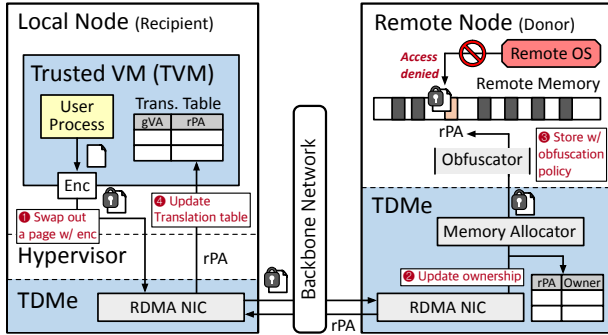 Local Node (Recipient)
Trusted VM (TVM)
User
Process
Trans. Table
gVA rPA
Enc
❶ Swap out
a page w/ enc
❹ Update
Translation table
Hypervisor
rPA
TDMe
RDMA NIC
Backbone Network
rPA
Remote Node (Donor)
Access
denied
Remote OS
Remote Memory
rPA
❸ Store w/
obfuscation
policy
Obfuscator
TDMe
Memory Allocator
❷ Update ownership
rPA Owner
RDMA NIC